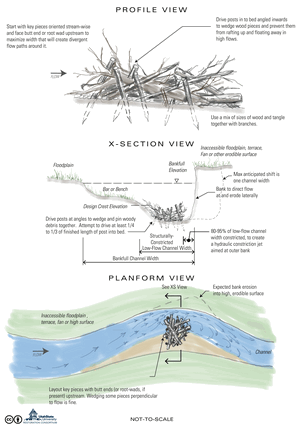 PROFILE VIEW
Start with key pieces oriented stream-wise
and face butt end or root wad upstream to
maximize width that will create divergent
flow paths around it.
Drive posts in to bed angled inwards
to wedge wood pieces and prevent them
from rafting up and floating away in
high flows.
Use a mix of sizes of wood and tangle
together with branches.
X-SECTION VIEW
Floodplain
Bankfull
Elevation
Inaccessible floodplain, terrace,
Fan or other erodible surface
Max anticipated shift is
one channel width
Bar or Bench
Bank to direct flow
at and erode laterally
Design Crest Elevation
Drive posts at angles to wedge and pin woody
debris together. Attempt to drive at least 1/4
to 1/3 of finished length of post into bed.
Structurally-
Constricted
Low-Flow Channel Width
Bankfull Channel Width
80-95% of low-flow channel
width constricted, to create
a hydraulic constriction jet
aimed at outer bank
PLANFORM VIEW
See XS View
Expected bank erosion
into high, erodible surface
Inaccessible floodplain,
terrace, fan or high surface
Channel
Layout key pieces with butt ends (or root-wads, if
present) upstream. Wedging some pieces perpendicular
to flow is fine.
NOT-TO-SCALE